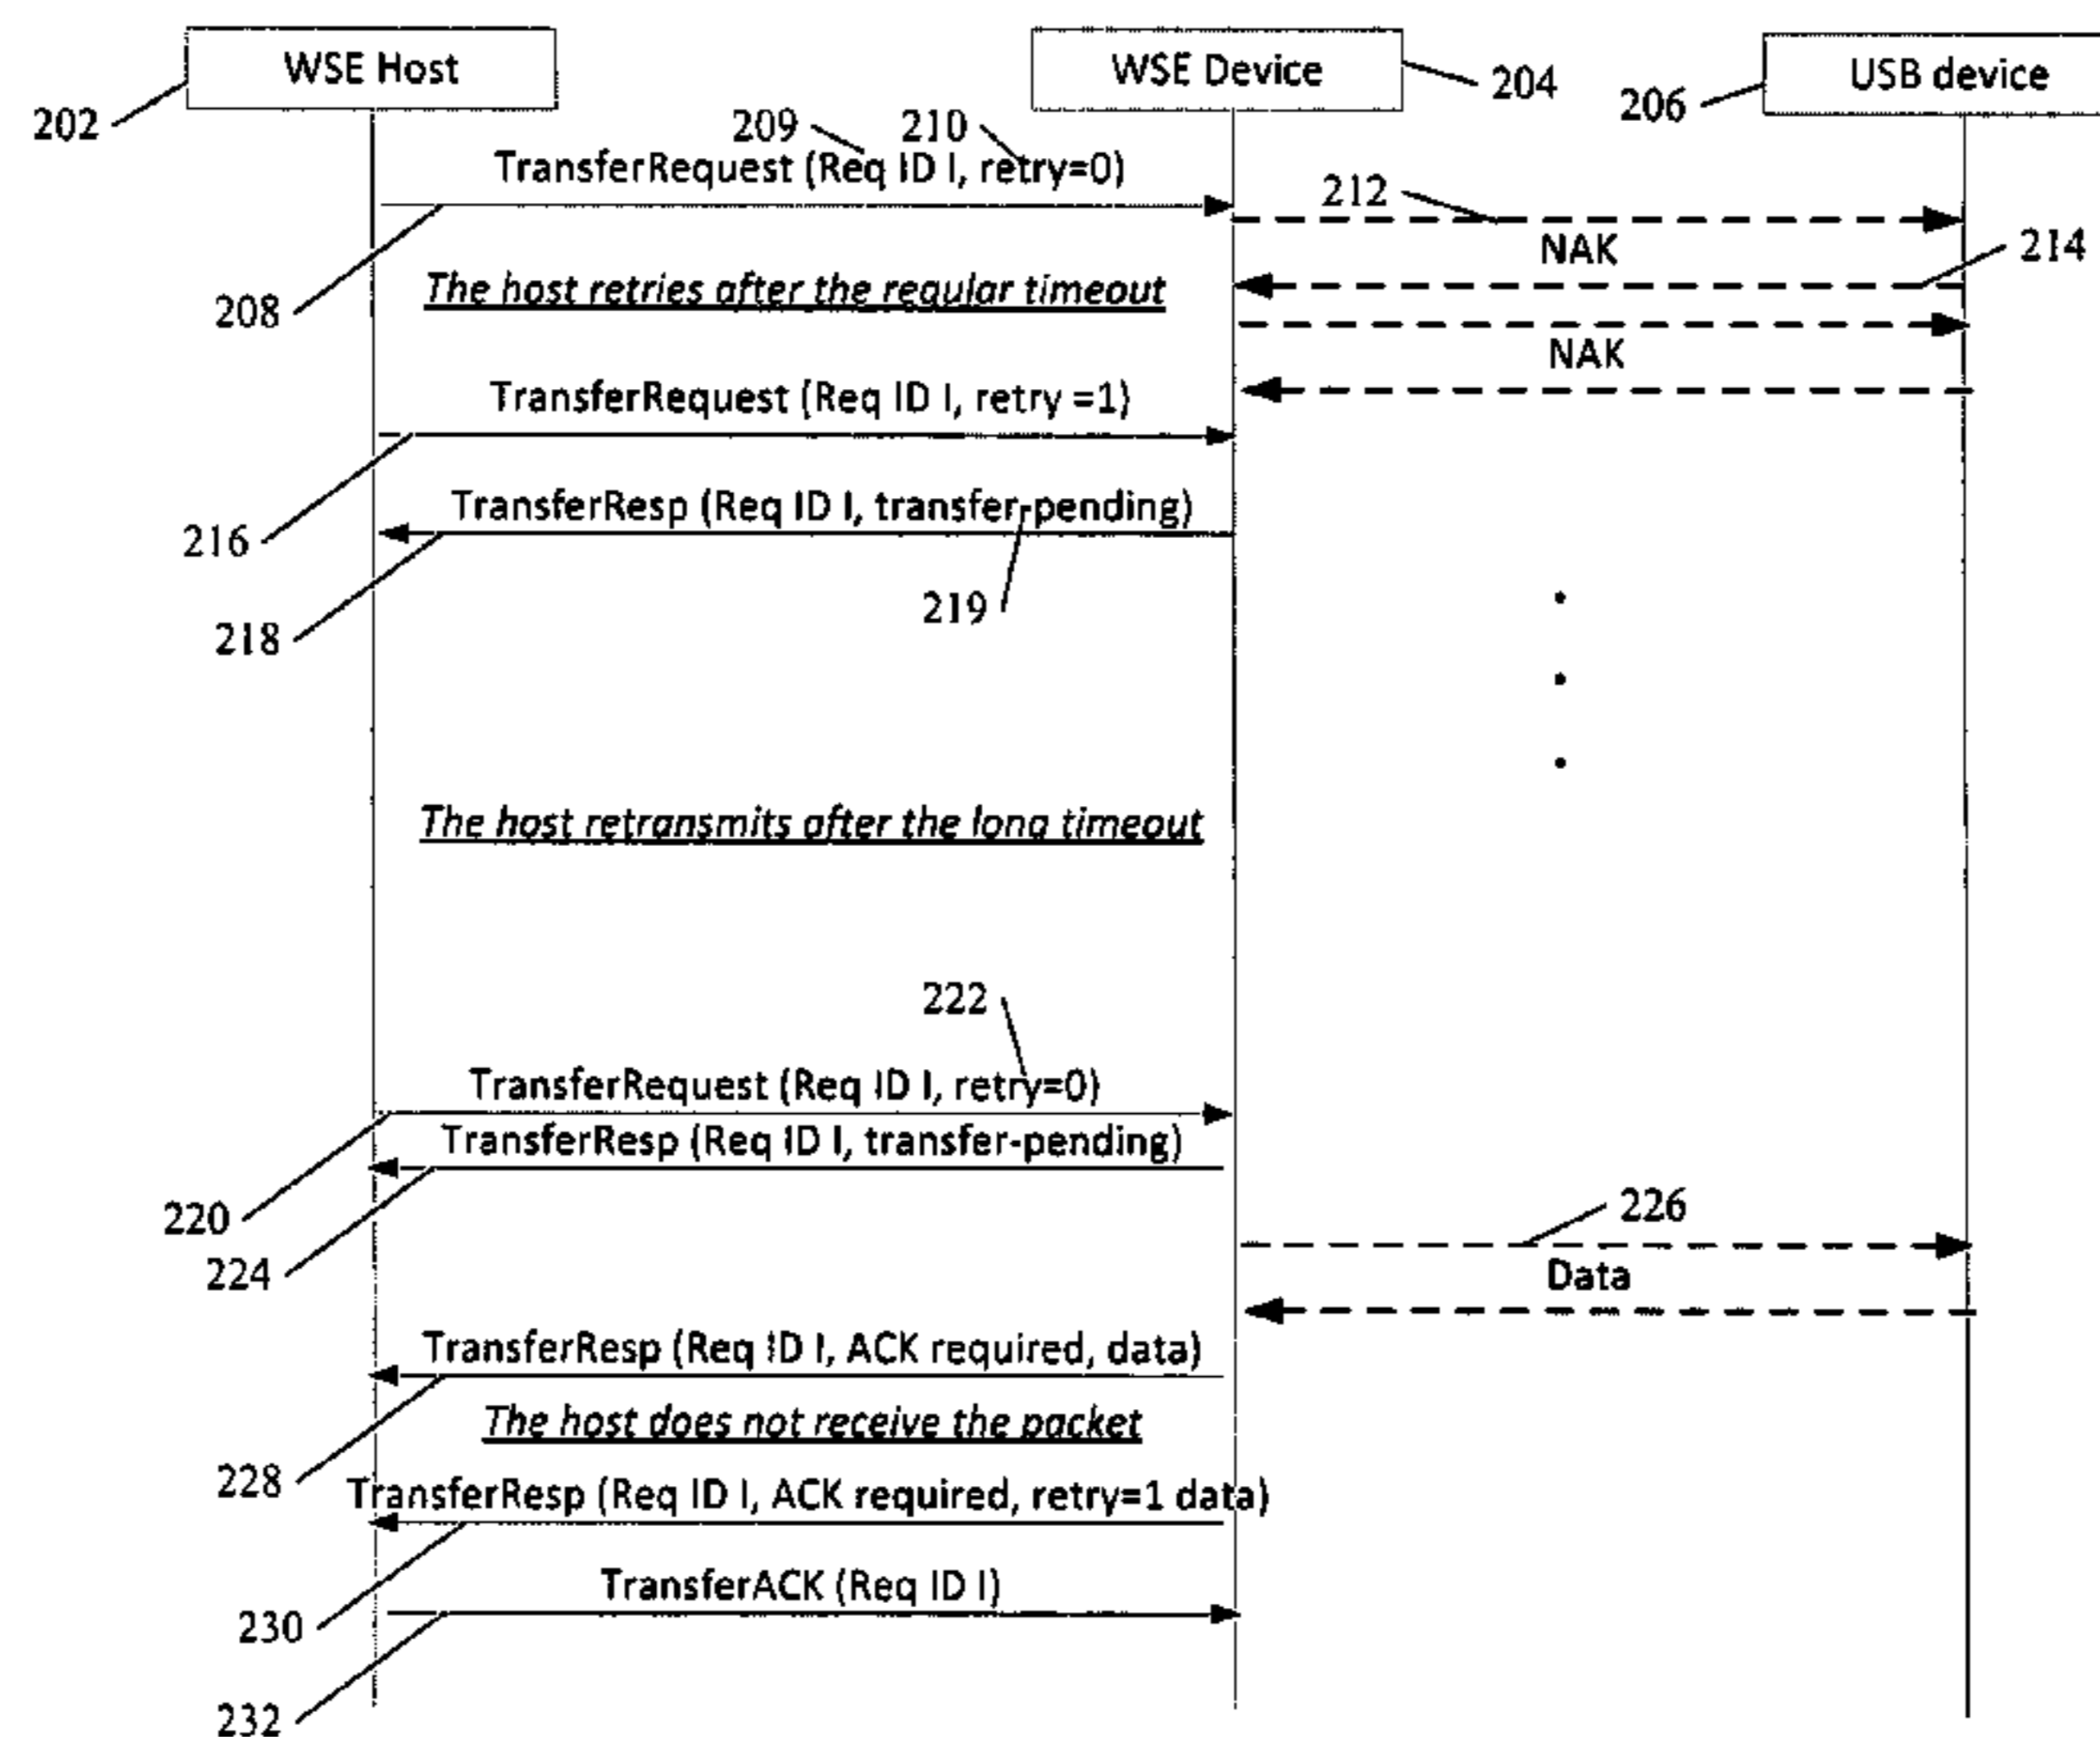 WSE Host
WSE Device
USB device
202
204
206
209
210
TransferRequest (Req ID I, retry=0)
212
NAK
214
208
The host retries after the regular timeout
NAK
TransferRequest (Req ID I, retry =1)
216
TransferResp (Req ID I, transfer-pending)
219
218
The host retransmits after the long timeout
222
TransferRequest (Req ID I, retry=0)
TransferResp (Req ID I, transfer-pending)
220
224
226
Data
TransferResp (Req ID I, ACK required, data)
The host does not receive the packet
228
TransferResp (Req ID I, ACK required, retry=1 data)
TransferACK (Req ID I)
230
232